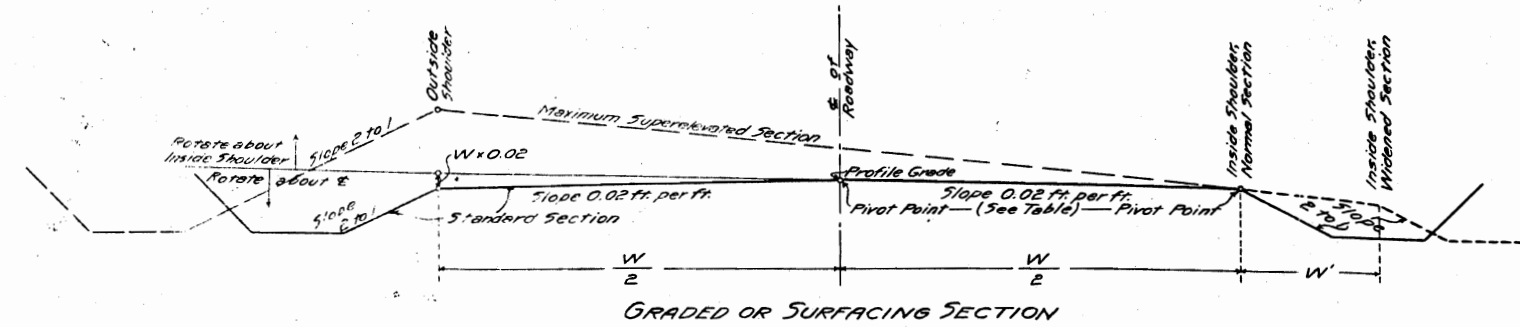 Outside
Shoulder
℄ of
Roadway
Inside Shoulder,
Normal Section
Inside Shoulder,
Widened Section
Maximum Superelevated Section
Rotate about
Inside Shoulder
Rotate about ℄
Slope 2 to 1
W x 0.02
Profile Grade
Slope 0.02 ft. per ft.
Slope 0.02 ft. per ft.
Pivot Point — (See Table) — Pivot Point
Slope
2 to 1
Standard Section
Slope
2 to 1
W
2
W
2
W'
GRADED OR SURFACING SECTION